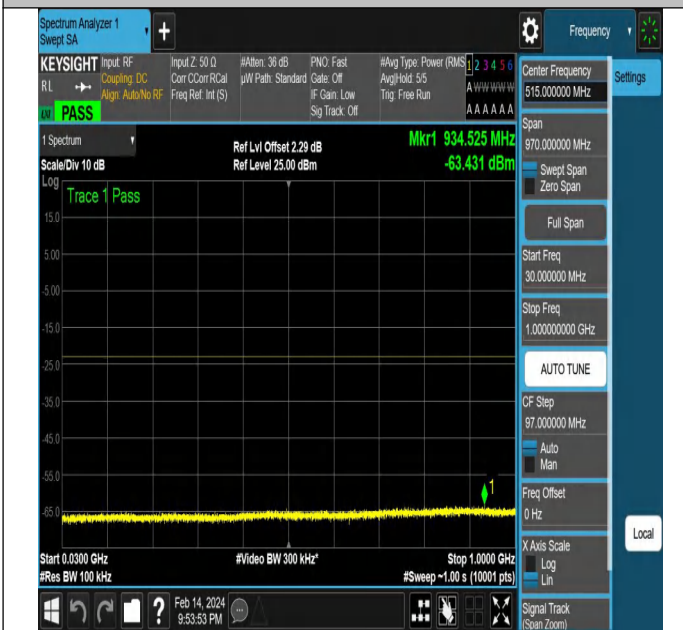 Spectrum Analyzer 1
Swept SA
+
Frequency
KEYSIGHT
RL
LNI PASS
Input: RF
Coupling: DC
Align: Auto/No RF
Input Z: 50 Ω
Corr CCorr RCal
Freq Ref: Int (S)
#Atten: 36 dB
µW Path: Standard
PNO: Fast
Gate: Off
IF Gain: Low
Sig Track: Off
#Avg Type: Power (RMS
Avg|Hold: 5/5
Trig: Free Run
1 2 3 4 5 6
A W W W W W
A A A A A A
1 Spectrum
Scale/Div 10 dB
Ref Lvl Offset 2.29 dB
Ref Level 25.00 dBm
Mkr1 934.525 MHz
-63.431 dBm
Log
Trace 1 Pass
15.0
5.00
-5.00
-15.0
-25.0
-35.0
-45.0
-55.0
-65.0
1
Start 0.0300 GHz
#Res BW 100 kHz
#Video BW 300 kHz*
Stop 1.0000 GHz
#Sweep ~1.00 s (10001 pts)
Center Frequency
515.000000 MHz
Span
970.000000 MHz
Swept Span
Zero Span
Full Span
Start Freq
30.000000 MHz
Stop Freq
1.000000000 GHz
AUTO TUNE
CF Step
97.000000 MHz
Auto
Man
Freq Offset
0 Hz
X Axis Scale
Log
Lin
Signal Track
(Span Zoom)
Settings
Local
?
Feb 14, 2024
9:53:53 PM